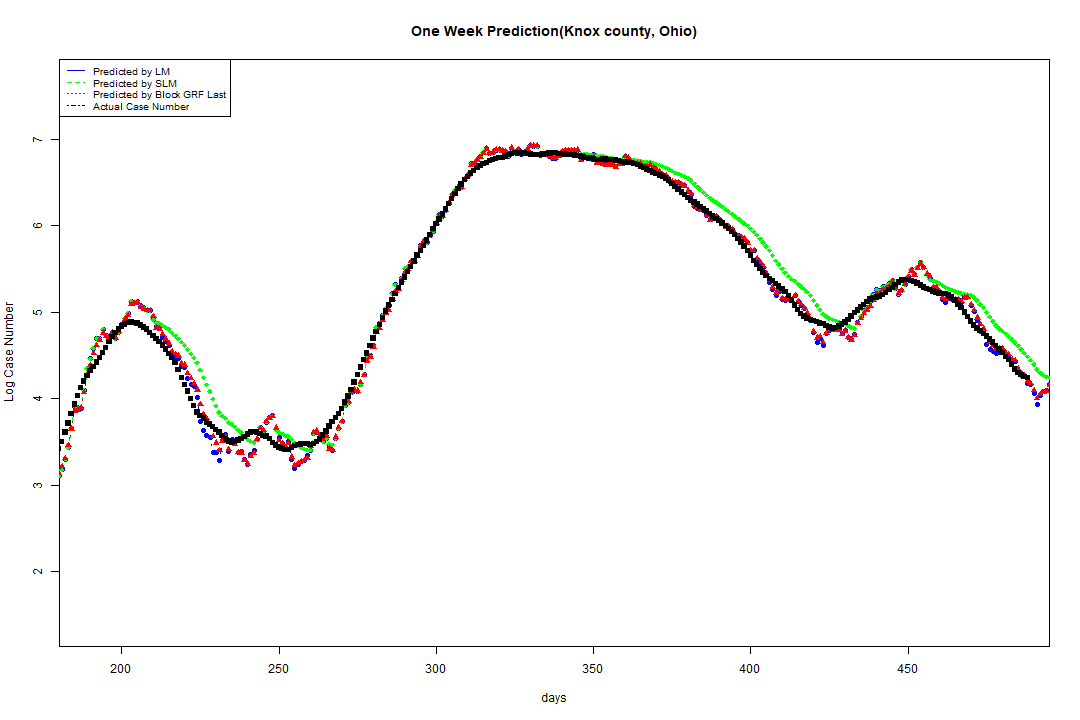 One Week Prediction(Knox county, Ohio)
Predicted by LM
Predicted by SLM
Predicted by Block GRF Last
Actual Case Number
7
6
5
4
3
2
Log Case Number
200 250 300 350 400 450
days